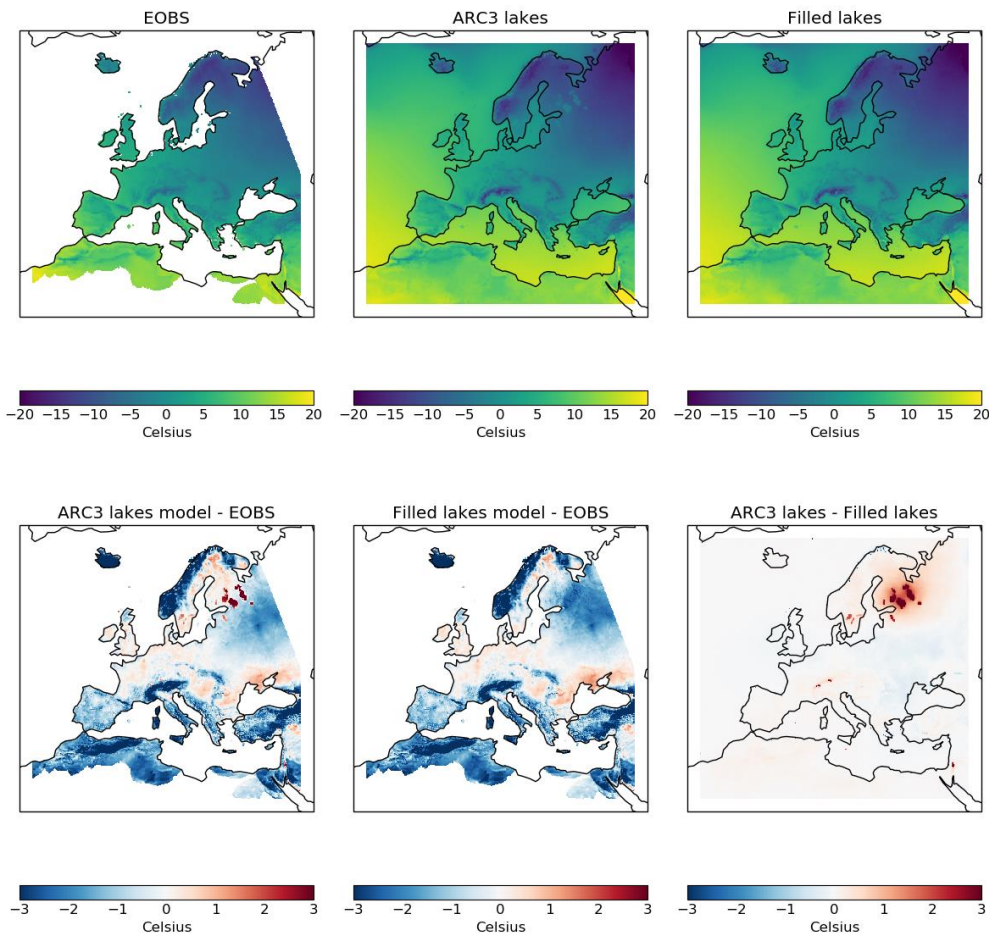 EOBS ARC3 lakes Filled lakes
−20 −15 −10 −5 0 5 10 15 20 −20 −15 −10 −5 0 5 10 15 20 −20 −15 −10 −5 0 5 10 15 20
Celsius Celsius Celsius
ARC3 lakes model - EOBS Filled lakes model - EOBS ARC3 lakes - Filled lakes
−3 −2 −1 0 1 2 3 −3 −2 −1 0 1 2 3 −3 −2 −1 0 1 2 3
Celsius Celsius Celsius